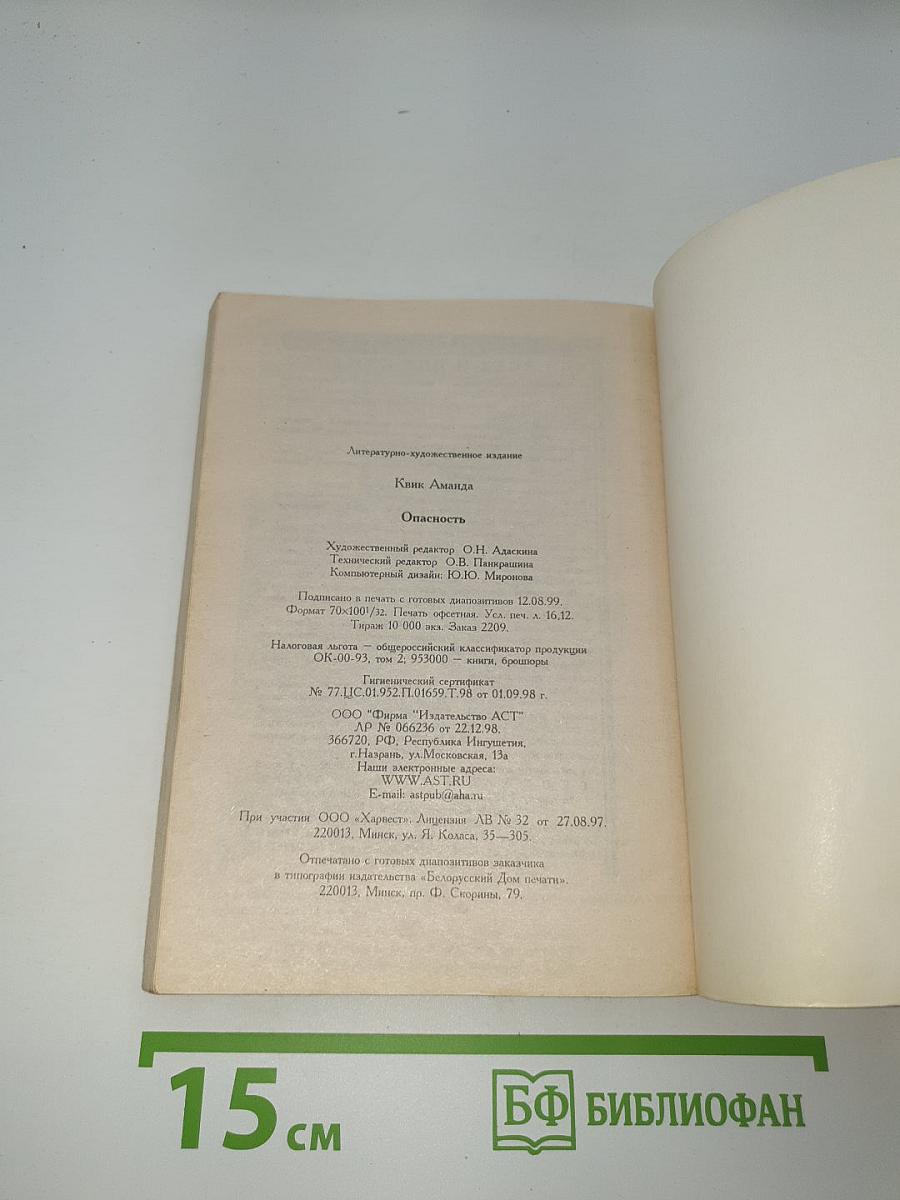 Литературно-художественное издание
Квик Аманда
Опасность
Художественный редактор О.Н. Адаскина
Технический редактор О.В. Панкрашина
Компьютерный дизайн: Ю.Ю. Миронова
Подписано в печать с готовых диапозитивов 12.08.99.
Формат 70×100¹/₃₂. Печать офсетная. Усл. печ. л. 16,12.
Тираж 10 000 экз. Заказ 2209.
Налоговая льгота — общероссийский классификатор продукции
ОК-00-93, том 2; 953000 — книги, брошюры
Гигиенический сертификат
№ 77.ЦС.01.952.П.01659.Т.98 от 01.09.98 г.
ООО "Фирма "Издательство АСТ"
ЛР № 066236 от 22.12.98.
366720, РФ, Республика Ингушетия,
г.Назрань, ул.Московская, 13а
Наши электронные адреса:
WWW.AST.RU
E-mail: astpub@aha.ru
При участии ООО «Харвест». Лицензия ЛВ № 32 от 27.08.97.
220013, Минск, ул. Я. Коласа, 35—305.
Отпечатано с готовых диапозитивов заказчика
в типографии издательства «Белорусский Дом печати».
220013, Минск, пр. Ф. Скорины, 79.
15 см
БФ БИБЛИОФАН